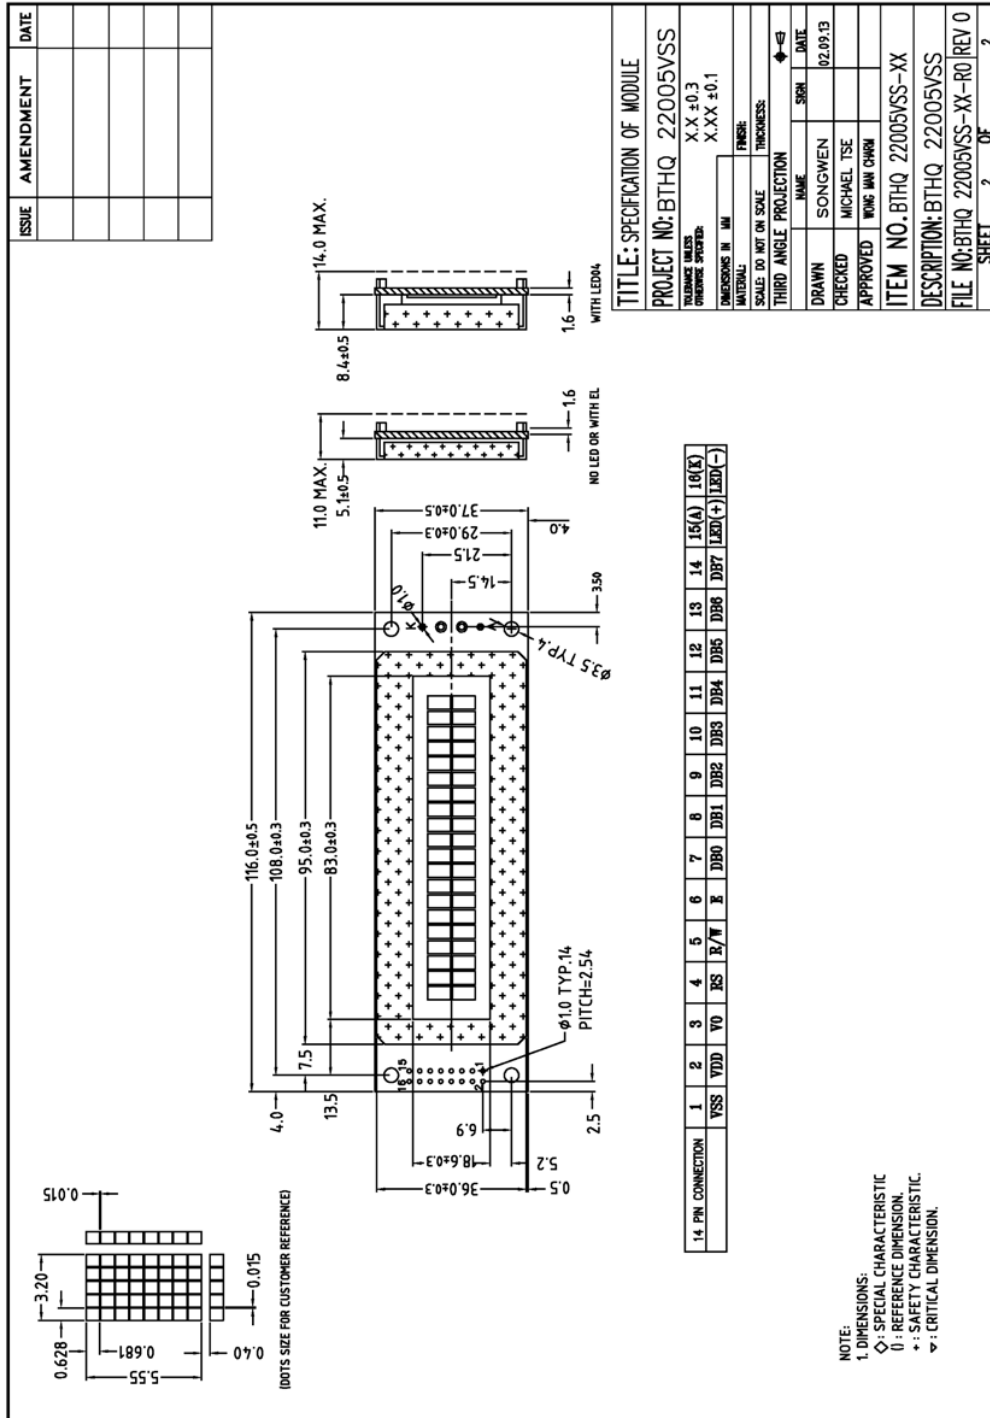 ISSUE AMENDMENT DATE
TITLE: SPECIFICATION OF MODULE
PROJECT NO: BTHQ 22005VSS
TOLERANCE UNLESS
OTHERWISE SPECIFIED:
X.X ±0.3
X.XX ±0.1
DIMENSIONS IN MM
MATERIAL: FINISH:
SCALE: DO NOT ON SCALE THICKNESS:
THIRD ANGLE PROJECTION
NAME SIGN DATE
DRAWN SONGWEN 02.09.13
CHECKED MICHAEL TSE
APPROVED WONG MAN CHARM
ITEM NO. BTHQ 22005VSS-XX
DESCRIPTION: BTHQ 22005VSS
FILE NO:BTHQ 22005VSS-XX-R0 REV 0
SHEET 2 OF 2
0.015
3.20
0.628
0.681
5.55
0.015
0.40
(DOTS SIZE FOR CUSTOMER REFERENCE)
116.0±0.5
4.0
108.0±0.3
7.5
95.0±0.3
13.5
83.0±0.3
K
A
Ø1.0
Ø3.5 TYP.4
14.5
21.5
29.0±0.3
37.0±0.5
4.0
3.50
16 15
2 1
6.9
18.6±0.3
36.0±0.3
5.2
0.5
2.5
Ø1.0 TYP.14
PITCH=2.54
11.0 MAX.
5.1±0.5
1.6
NO LED OR WITH EL
14.0 MAX.
8.4±0.5
1.6
WITH LED04
14 PIN CONNECTION 1 2 3 4 5 6 7 8 9 10 11 12 13 14 15(A) 16(K)
VSS VDD V0 RS R/W E DB0 DB1 DB2 DB3 DB4 DB5 DB6 DB7 LED(+) LED(-)
NOTE:
1. DIMENSIONS:
◇: SPECIAL CHARACTERISTIC
() : REFERENCE DIMENSION.
+ : SAFETY CHARACTERISTIC.
▽ : CRITICAL DIMENSION.